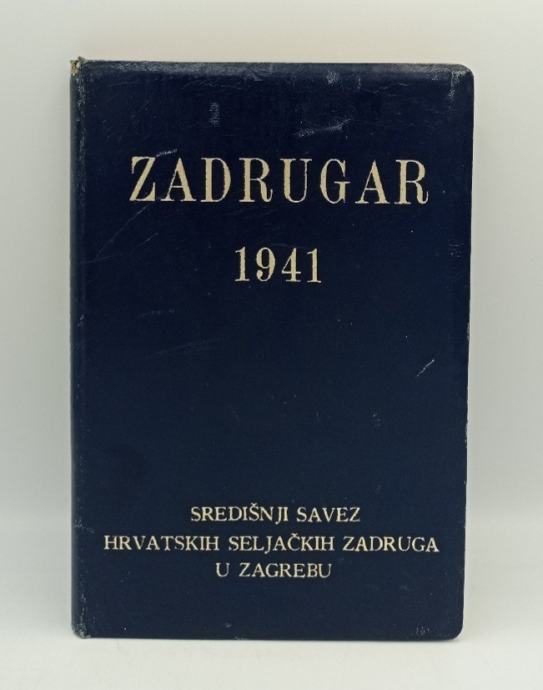 ZADRUGAR
1941
SREDIŠNJI SAVEZ
HRVATSKIH SELJAČKIH ZADRUGA
U ZAGREBU